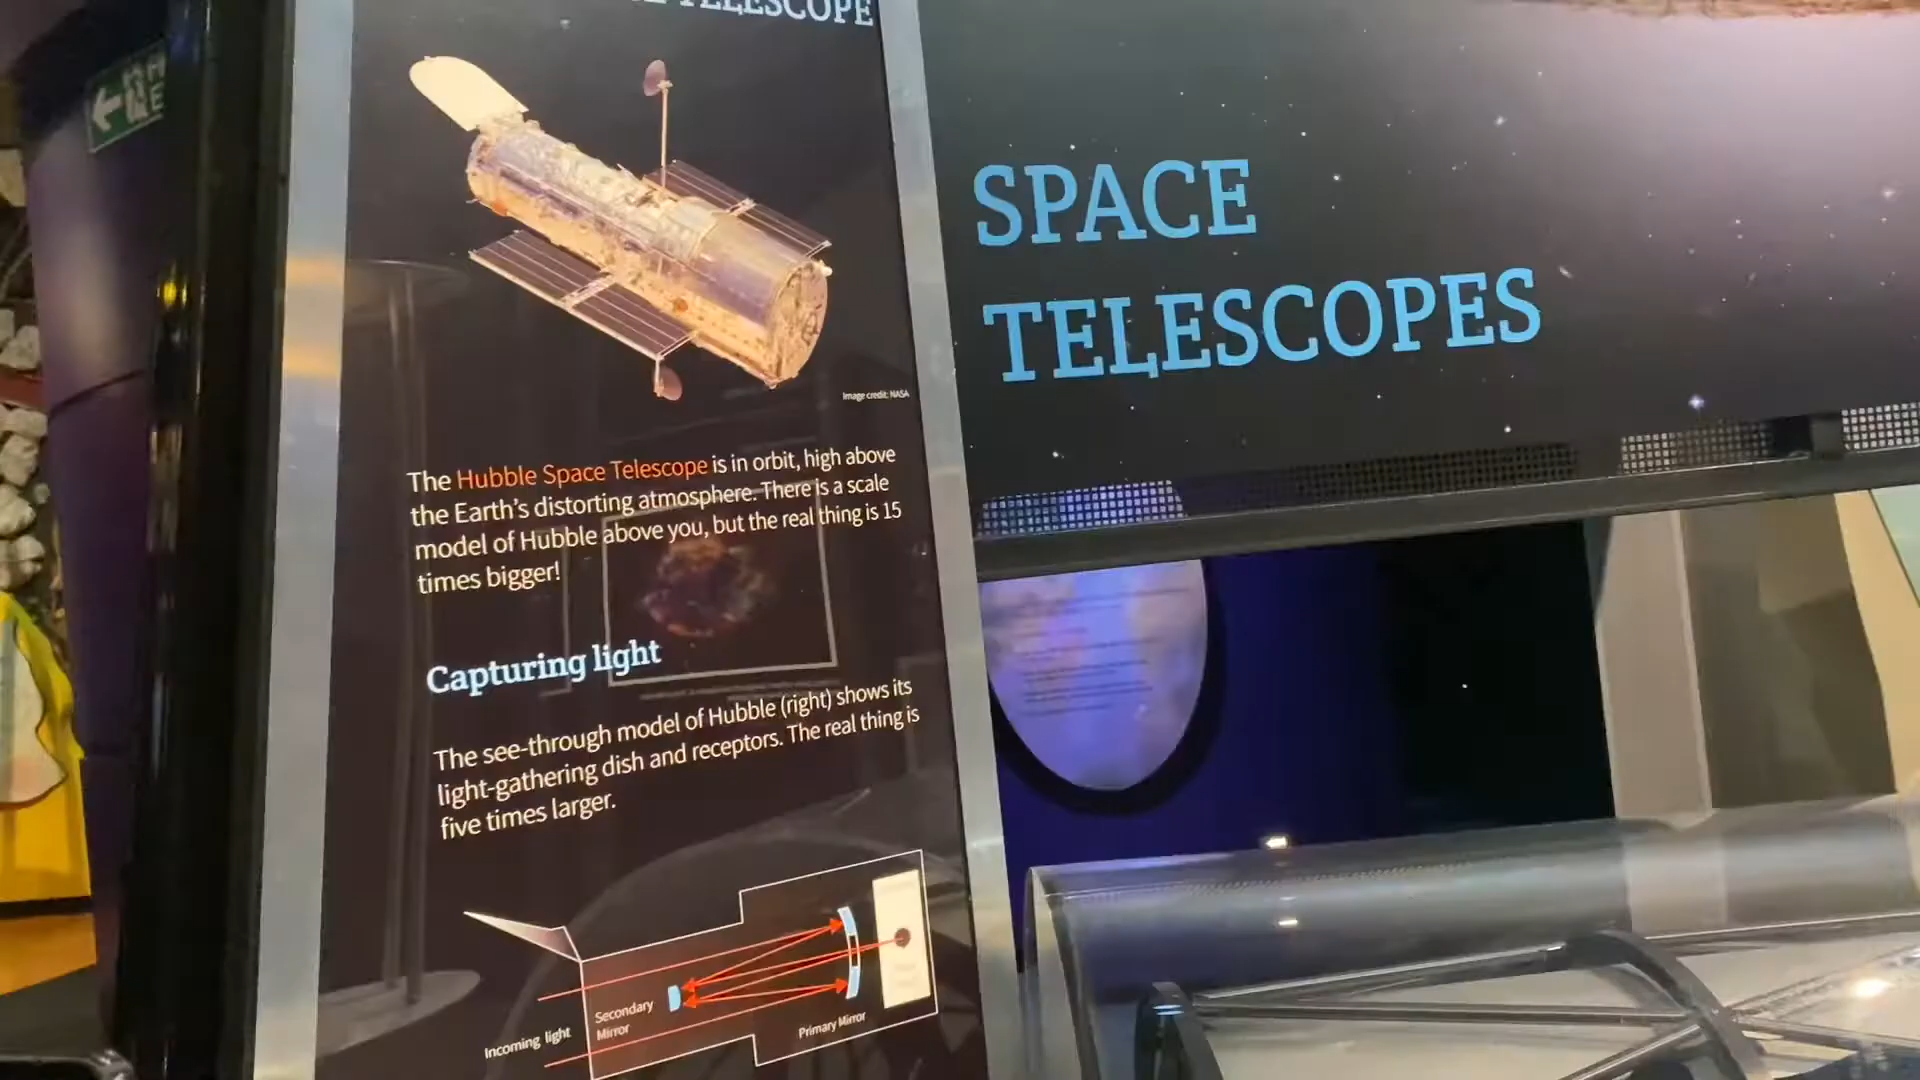 TELESCOPE
Image credit: NASA
The Hubble Space Telescope is in orbit, high above
the Earth's distorting atmosphere. There is a scale
model of Hubble above you, but the real thing is 15
times bigger!
Capturing light
The see-through model of Hubble (right) shows its
light-gathering dish and receptors. The real thing is
five times larger.
Incoming light
Secondary
Mirror
Primary Mirror
SPACE
TELESCOPES